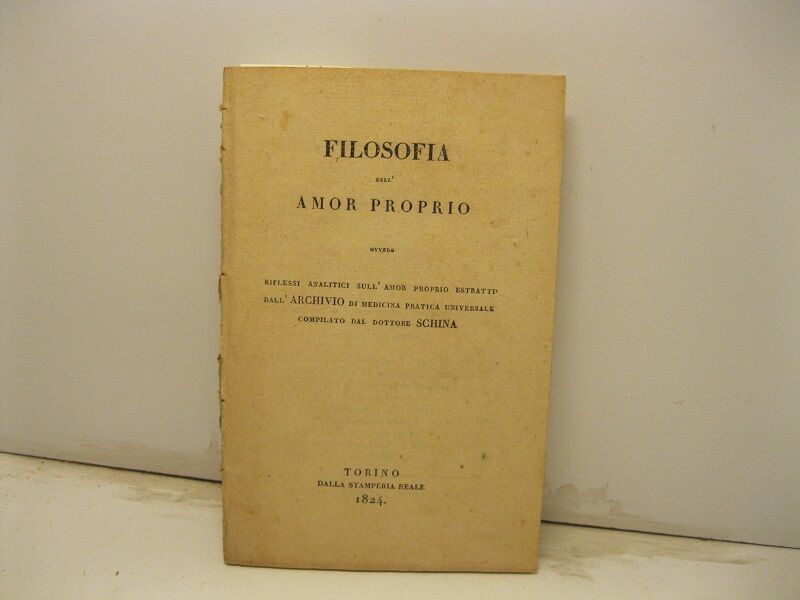 FILOSOFIA
DELL'
AMOR PROPRIO
OVVERO
RIFLESSI ANALITICI SULL' AMOR PROPRIO ESTRATTI
DALL' ARCHIVIO DI MEDICINA PRATICA UNIVERSALE
COMPILATO DAL DOTTORE SCHINA
TORINO
DALLA STAMPERIA REALE
1824.